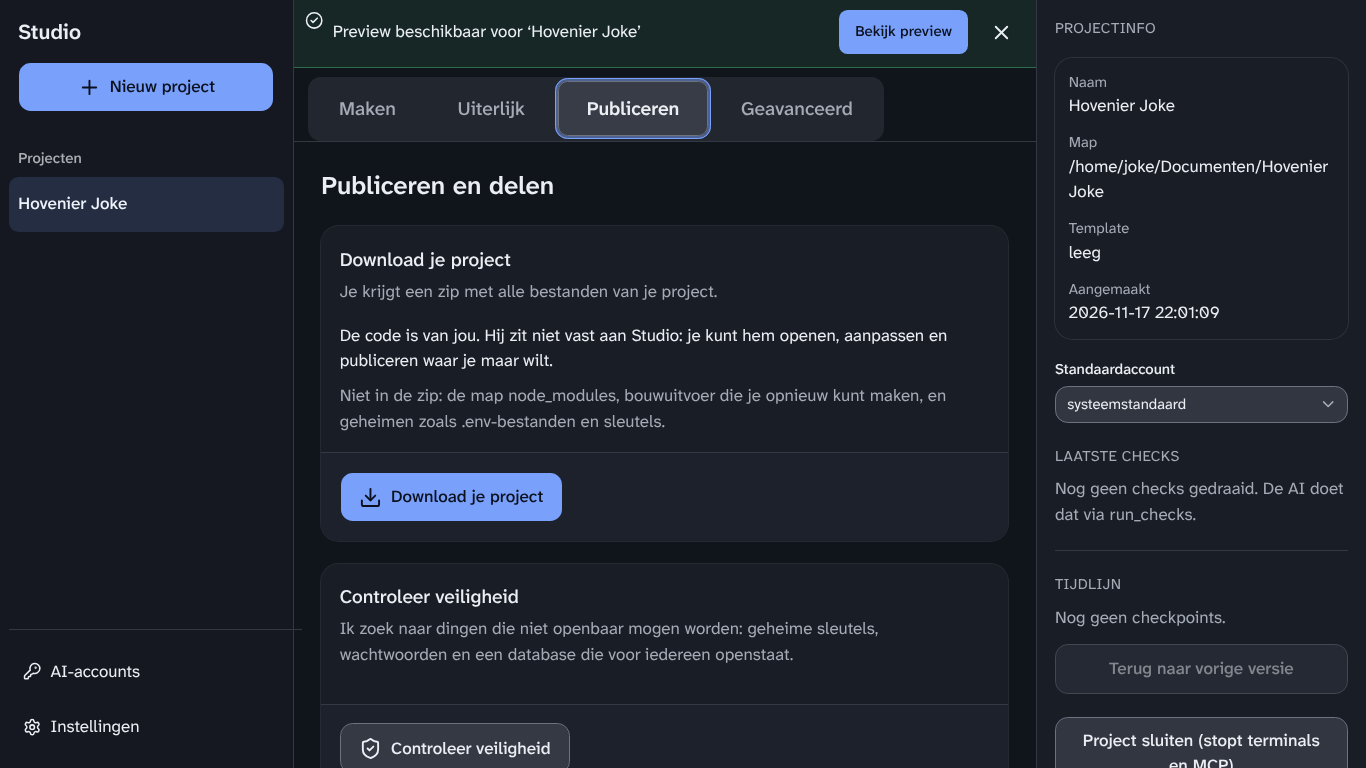 Studio
Nieuw project
Projecten
Hovenier Joke
AI-accounts
Instellingen
Preview beschikbaar voor ‘Hovenier Joke’
Bekijk preview
Maken
Uiterlijk
Publiceren
Geavanceerd
Publiceren en delen
Download je project
Je krijgt een zip met alle bestanden van je project.
De code is van jou. Hij zit niet vast aan Studio: je kunt hem openen, aanpassen en
publiceren waar je maar wilt.
Niet in de zip: de map node_modules, bouwuitvoer die je opnieuw kunt maken, en
geheimen zoals .env-bestanden en sleutels.
Download je project
Controleer veiligheid
Ik zoek naar dingen die niet openbaar mogen worden: geheime sleutels,
wachtwoorden en een database die voor iedereen openstaat.
Controleer veiligheid
PROJECTINFO
Naam
Hovenier Joke
Map
/home/joke/Documenten/Hovenier
Joke
Template
leeg
Aangemaakt
2026-11-17 22:01:09
Standaardaccount
systeemstandaard
LAATSTE CHECKS
Nog geen checks gedraaid. De AI doet
dat via run_checks.
TIJDLIJN
Nog geen checkpoints.
Terug naar vorige versie
Project sluiten (stopt terminals
en MCP)